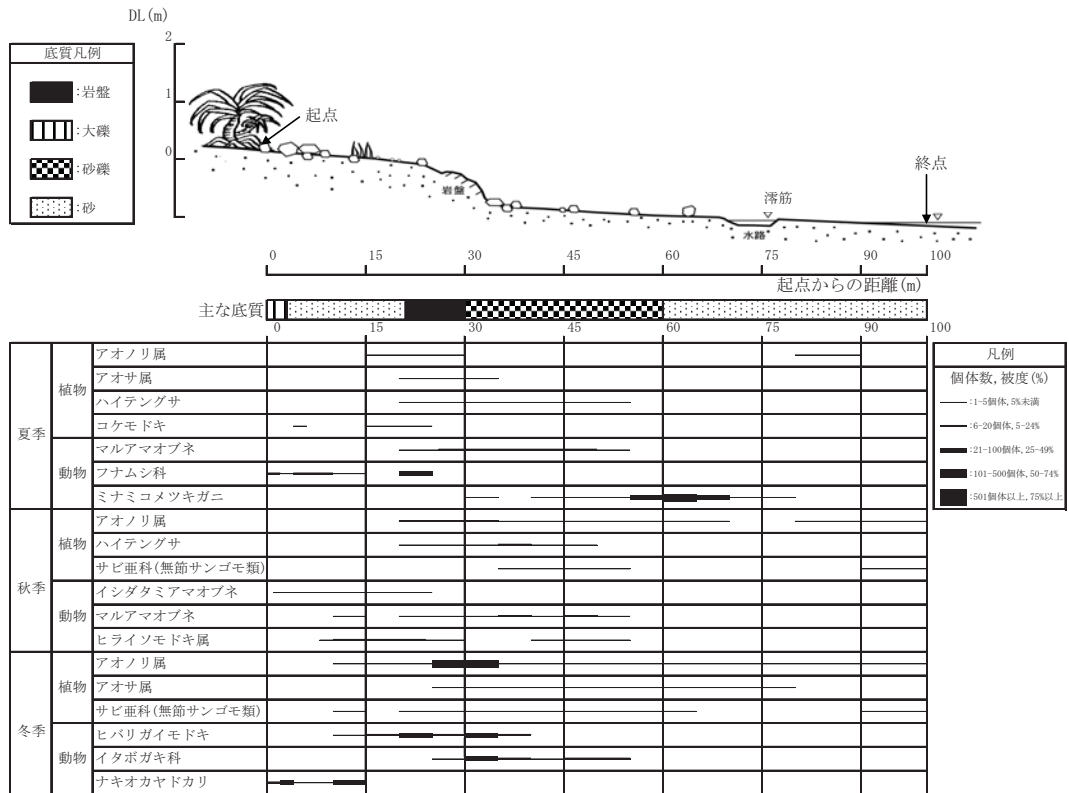 DL(m)
2
1
0
底質凡例
:岩盤
:大礫
:砂礫
:砂
起点
岩盤
澪筋
水路
終点
0 15 30 45 60 75 90 100
起点からの距離(m)
主な底質
0 15 30 45 60 75 90 100
夏季
植物
アオノリ属
アオサ属
ハイテングサ
コケモドキ
動物
マルアマオブネ
フナムシ科
ミナミコメツキガニ
秋季
植物
アオノリ属
ハイテングサ
サビ亜科(無節サンゴモ類)
動物
イシダタミアマオブネ
マルアマオブネ
ヒライソモドキ属
冬季
植物
アオノリ属
アオサ属
サビ亜科(無節サンゴモ類)
動物
ヒバリガイモドキ
イタボガキ科
ナキオカヤドカリ
凡例
個体数,被度(%)
:1-5個体,5%未満
:6-20個体,5-24%
:21-100個体,25-49%
:101-500個体,50-74%
:501個体以上,75%以上